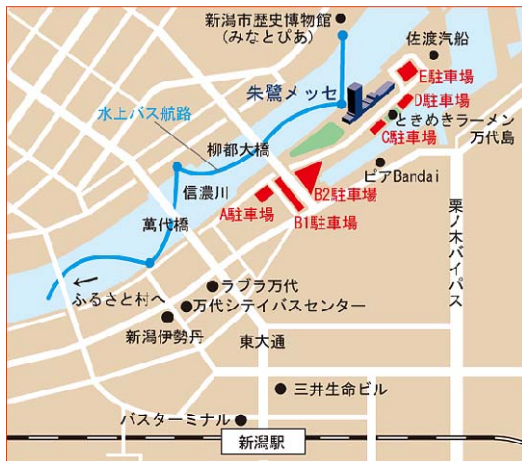 新潟市歴史博物館
(みなとぴあ)
佐渡汽船
E駐車場
朱鷺メッセ
D駐車場
水上バス航路
ときめきラーメン
万代島
C駐車場
柳都大橋
ピアBandai
信濃川
B2駐車場
A駐車場
B1駐車場
萬代橋
栗ノ木バイパス
ふるさと村へ
ラブラ万代
万代シテイバスセンター
新潟伊勢丹
東大通
三井生命ビル
バスターミナル
新潟駅